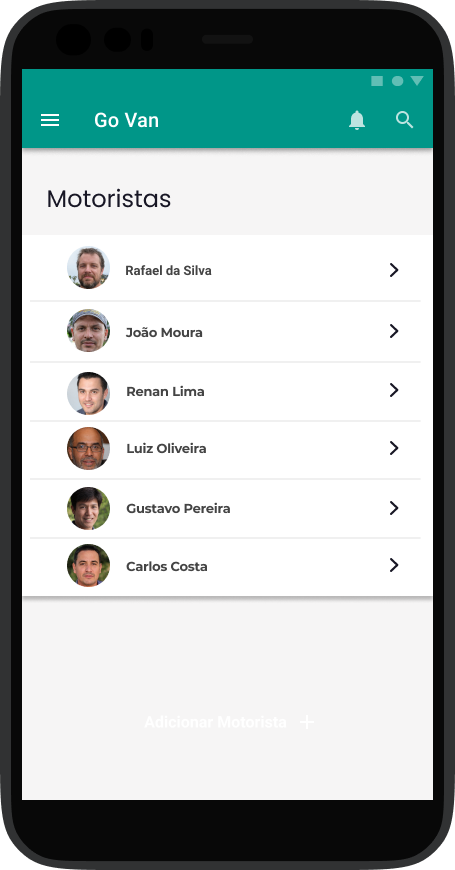 Go Van
Motoristas
Rafael da Silva
João Moura
Renan Lima
Luiz Oliveira
Gustavo Pereira
Carlos Costa
Adicionar Motorista +